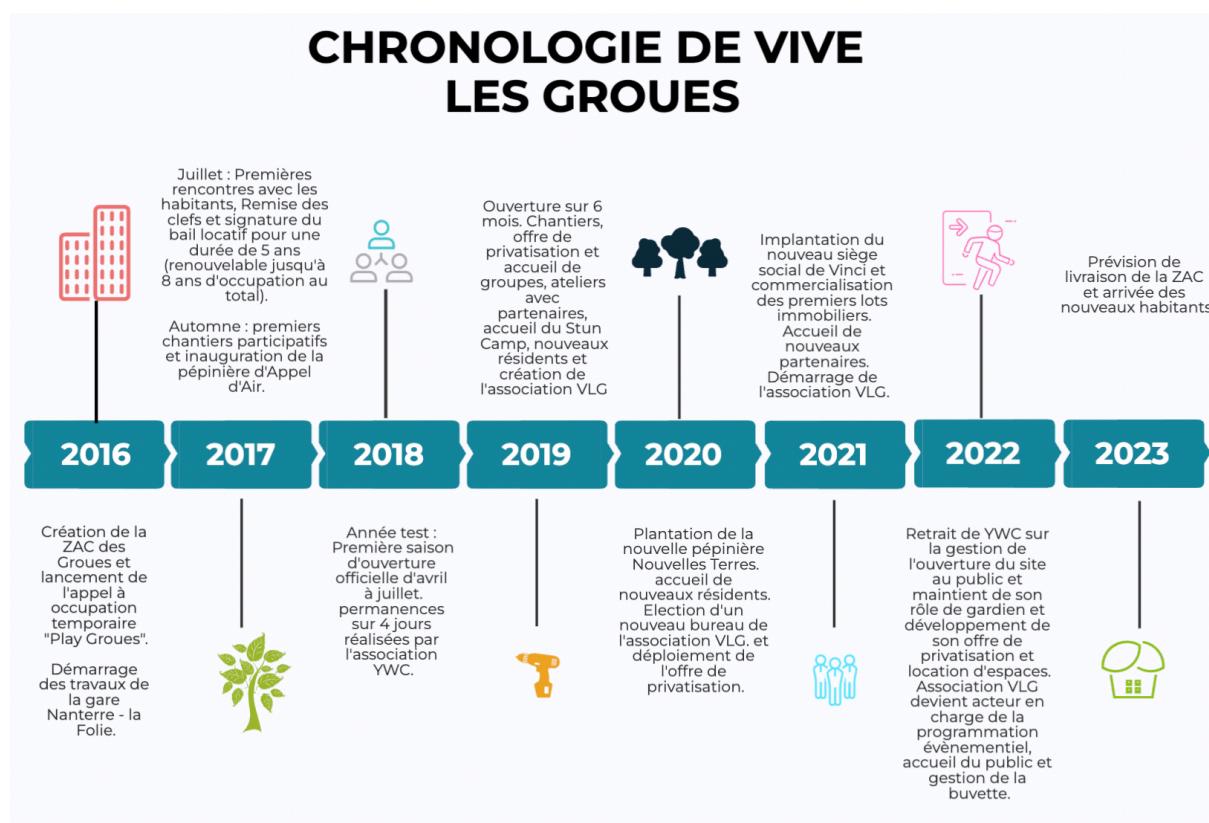 CHRONOLOGIE DE VIVE
LES GROUES
Juillet : Premières
rencontres avec les
habitants, Remise des
clefs et signature du
bail locatif pour une
durée de 5 ans
(renouvelable jusqu'à
8 ans d'occupation au
total).
Automne : premiers
chantiers participatifs
et inauguration de la
pépinière d'Appel
d'Air.
Ouverture sur 6
mois. Chantiers,
offre de
privatisation et
accueil de
groupes, ateliers
avec
partenaires,
accueil du Stun
Camp, nouveaux
résidents et
création de
l'association VLG
Implantation du
nouveau siège
social de Vinci et
commercialisation
des premiers lots
immobiliers.
Accueil de
nouveaux
partenaires.
Démarrage de
l'association VLG.
Prévision de
livraison de la ZAC
et arrivée des
nouveaux habitants
2016
2017
2018
2019
2020
2021
2022
2023
Création de la
ZAC des
Groues et
lancement de
l'appel à
occupation
temporaire
"Play Groues".
Démarrage
des travaux de
la gare
Nanterre - la
Folie.
Année test :
Première saison
d'ouverture
officielle d'avril
à juillet.
permanences
sur 4 jours
réalisées par
l'association
YWC.
Plantation de la
nouvelle pépinière
Nouvelles Terres.
accueil de
nouveaux résidents.
Election d'un
nouveau bureau de
l'association VLG. et
déploiement de
l'offre de
privatisation.
Retrait de YWC sur
la gestion de
l'ouverture du site
au public et
maintient de son
rôle de gardien et
développement de
son offre de
privatisation et
location d'espaces.
Association VLG
devient acteur en
charge de la
programmation
évènementiel,
accueil du public et
gestion de la
buvette.